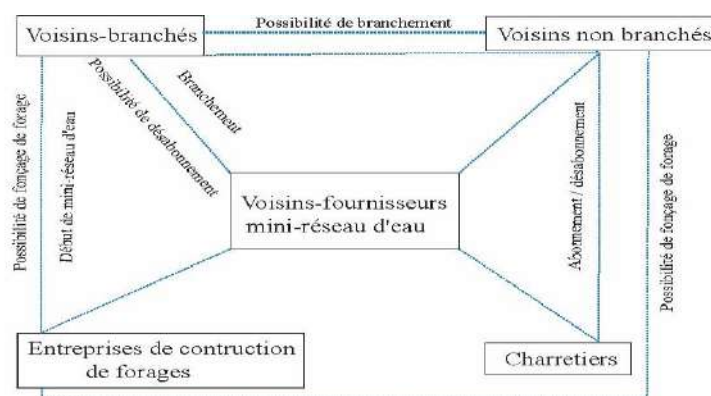 Possibilité de branchement
Voisins-branchés
Voisins non branchés
Branchement
Possibilité de désabonnement
Possibilité de fonçage de forage
Début de mini-réseau d'eau
Voisins-fournisseurs
mini-réseau d'eau
Abonnement / désabonnement
Possibilité de fonçage de forage
Entreprises de contruction
de forages
Charretiers